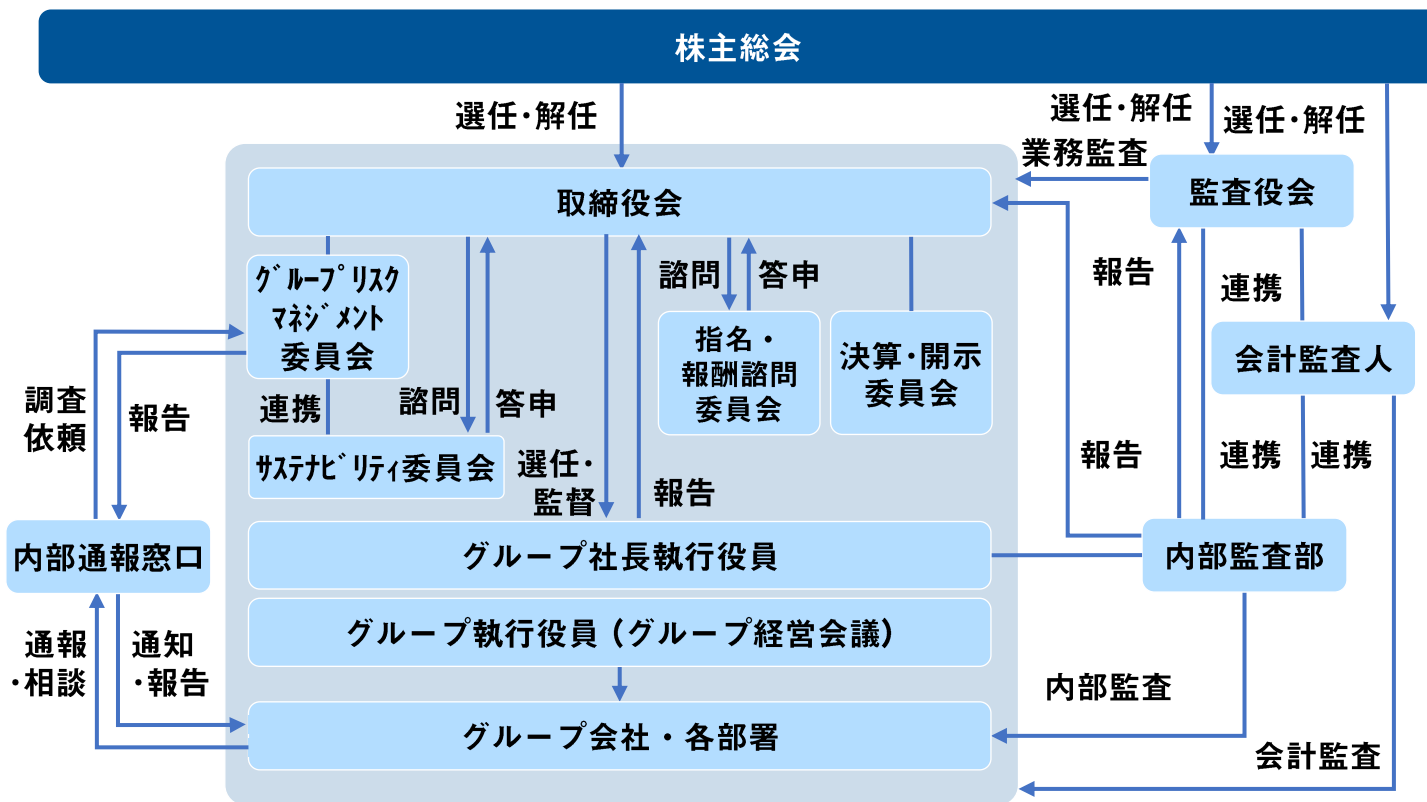 株主総会
選任・解任
選任・解任
選任・解任
業務監査
取締役会
監査役会
グループリスク
マネジメント
委員会
諮問
答申
報告
連携
指名・
報酬諮問
委員会
決算・開示
委員会
会計監査人
調査
依頼
報告
連携
諮問
答申
サステナビリティ委員会
選任・
監督
報告
報告
連携
連携
内部通報窓口
グループ社長執行役員
内部監査部
グループ執行役員（グループ経営会議）
通報
・相談
通知
・報告
内部監査
グループ会社・各部署
会計監査